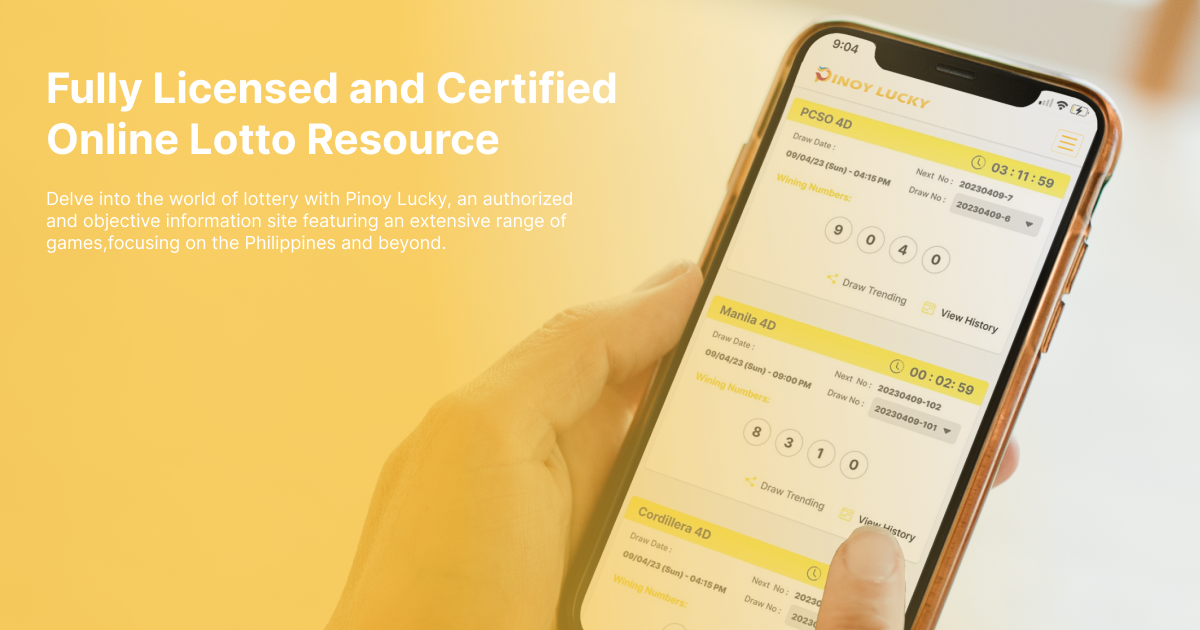 Fully Licensed and Certified
Online Lotto Resource
Delve into the world of lottery with Pinoy Lucky, an authorized
and objective information site featuring an extensive range of
games,focusing on the Philippines and beyond.
9:04
PINOY LUCKY
PCSO 4D
03 : 11 : 59
Draw Date :
09/04/23 (Sun) - 04:15 PM
Next No : 20230409-7
Draw No : 20230409-6
Wining Numbers:
9 0 4 0
Draw Trending
View History
Manila 4D
00 : 02 : 59
Draw Date :
09/04/23 (Sun) - 09:00 PM
Next No : 20230409-102
Draw No : 20230409-101
Wining Numbers:
8 3 1 0
Draw Trending
View History
Cordillera 4D
Draw Date :
09/04/23 (Sun) - 04:15 PM
Next No :
Draw No :
Wining Numbers: